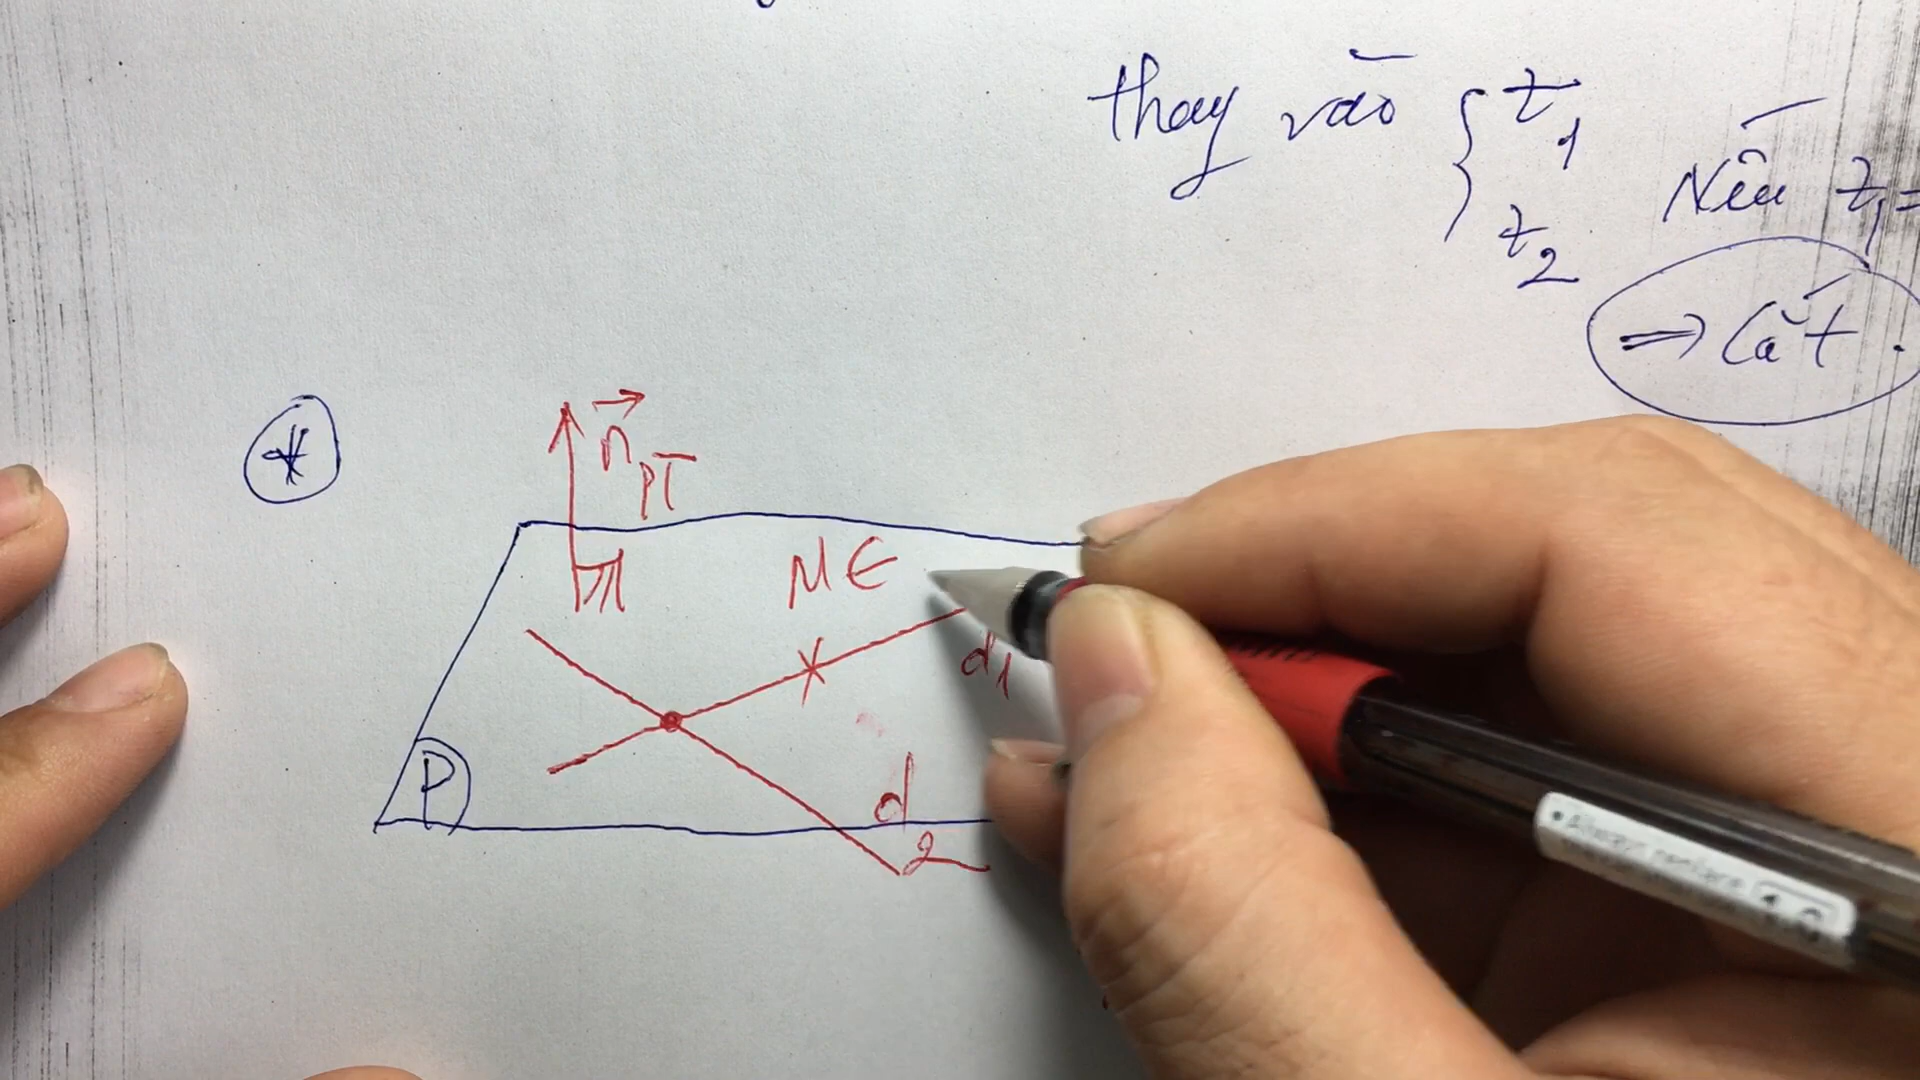 thay vào { t1
t2
Nếu t1 =
⇒ Cắt.
*
n⃗ PT
M ∈
d1
P
d2